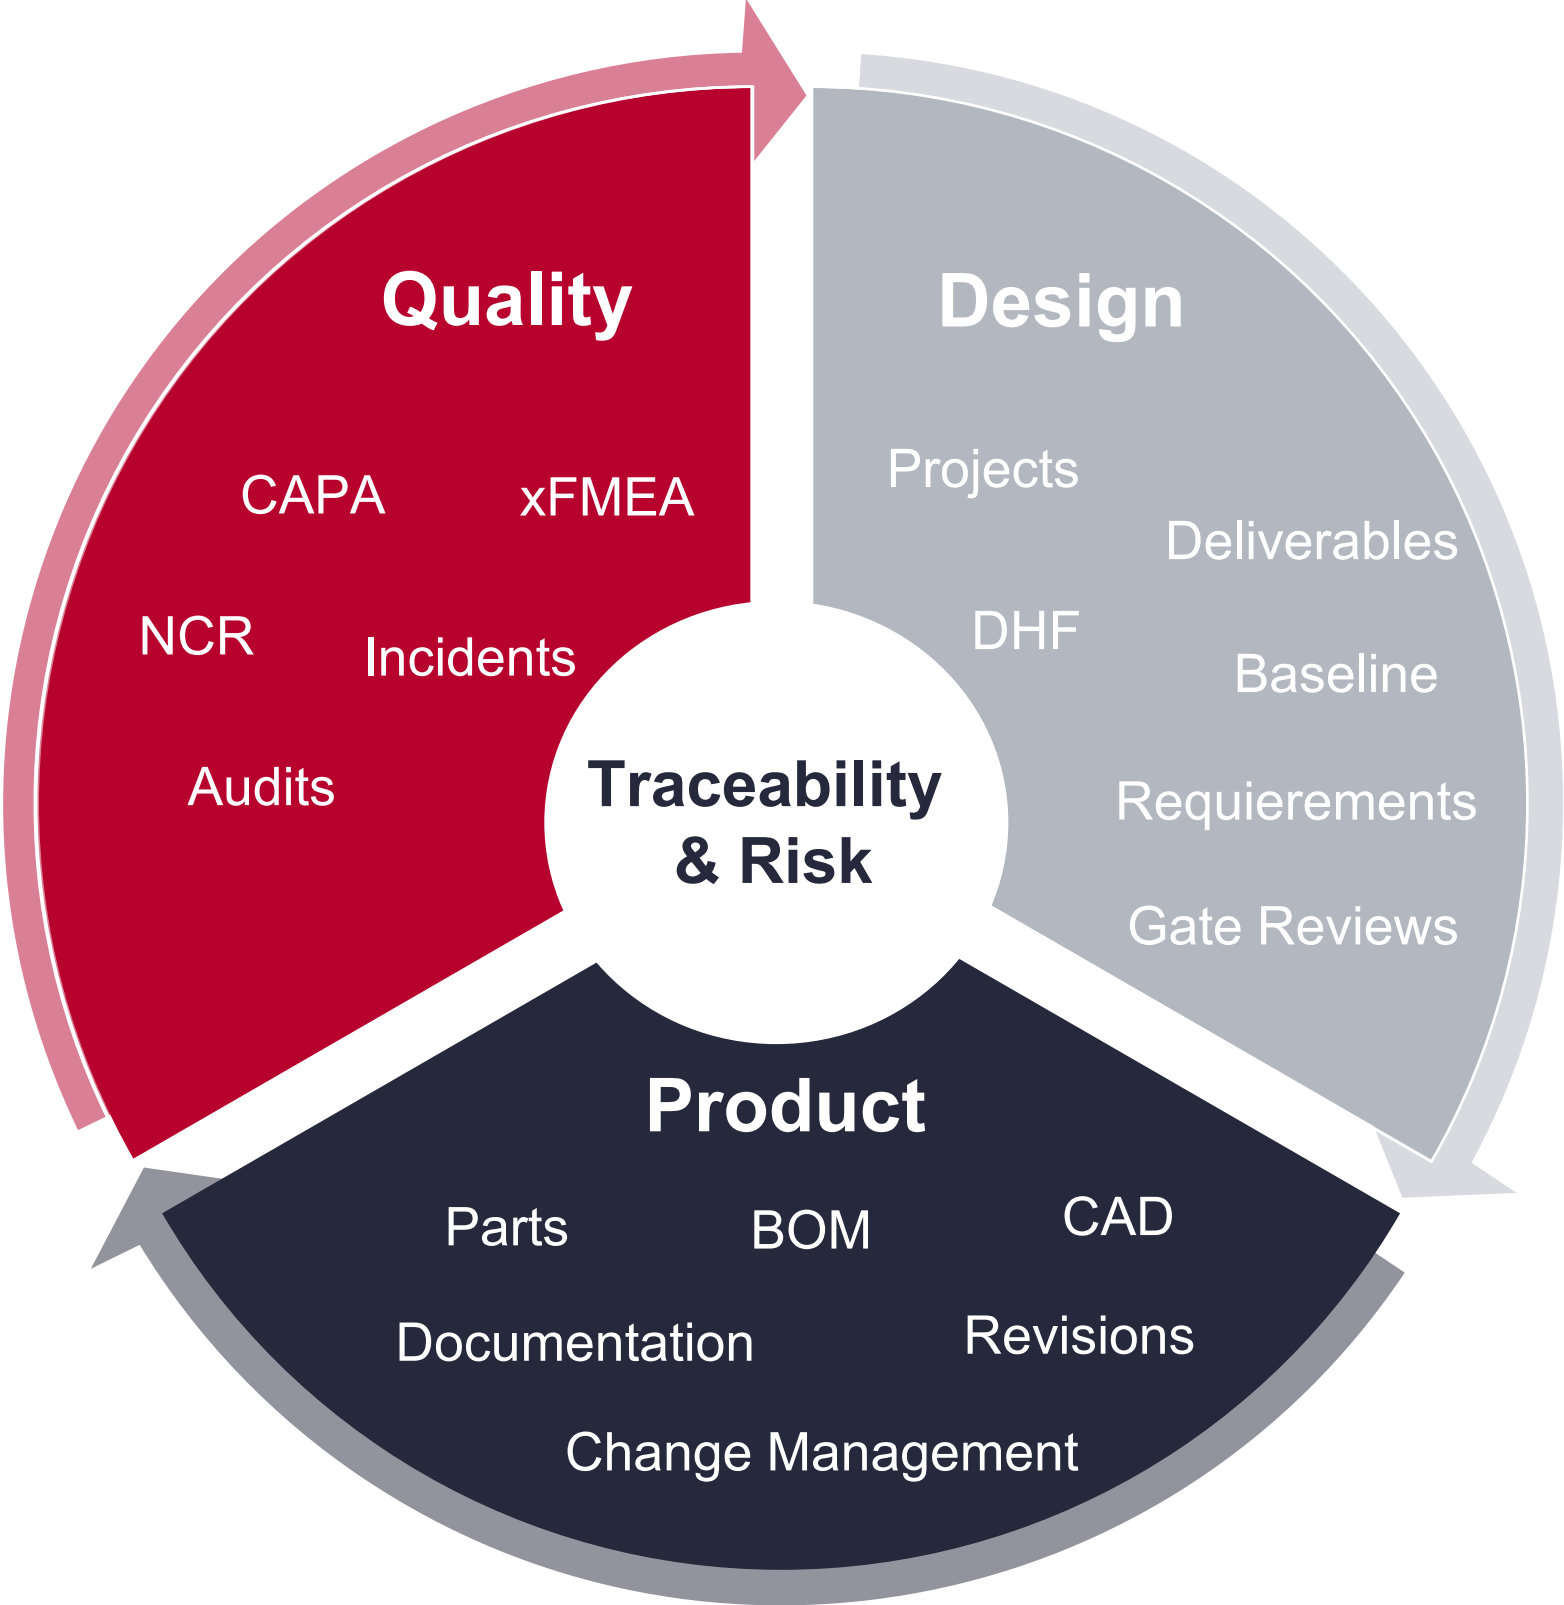 Quality
CAPA
xFMEA
NCR
Incidents
Audits
Design
Projects
Deliverables
DHF
Baseline
Requierements
Gate Reviews
Traceability
& Risk
Product
Parts
BOM
CAD
Documentation
Revisions
Change Management